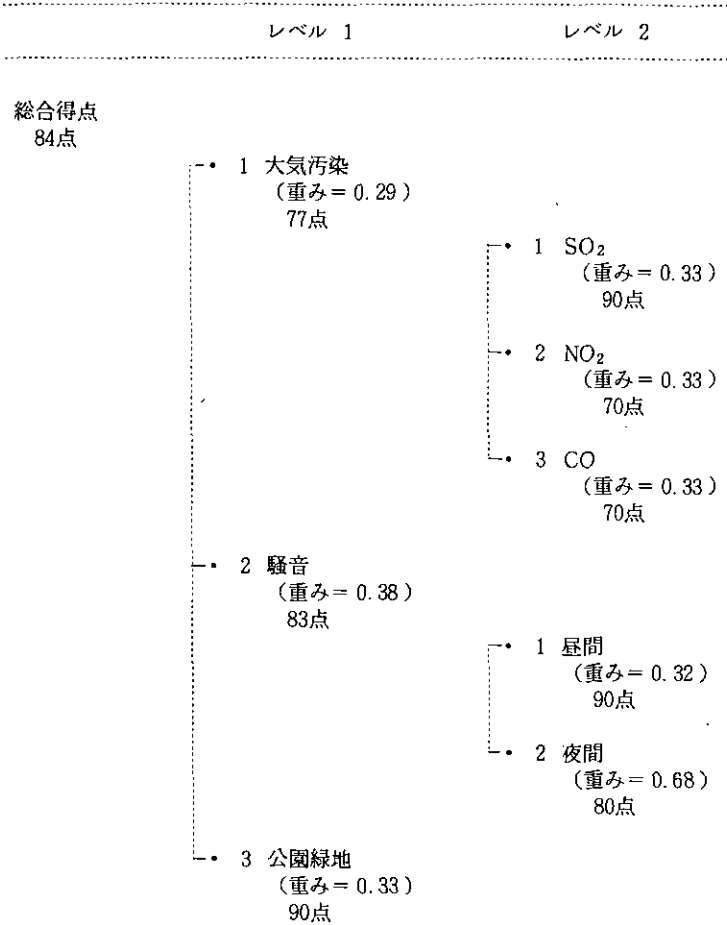 レベル 1 レベル 2
総合得点
84点
1 大気汚染
(重み＝0.29)
77点
1 SO₂
(重み＝0.33)
90点
2 NO₂
(重み＝0.33)
70点
3 CO
(重み＝0.33)
70点
2 騒音
(重み＝0.38)
83点
1 昼間
(重み＝0.32)
90点
2 夜間
(重み＝0.68)
80点
3 公園緑地
(重み＝0.33)
90点